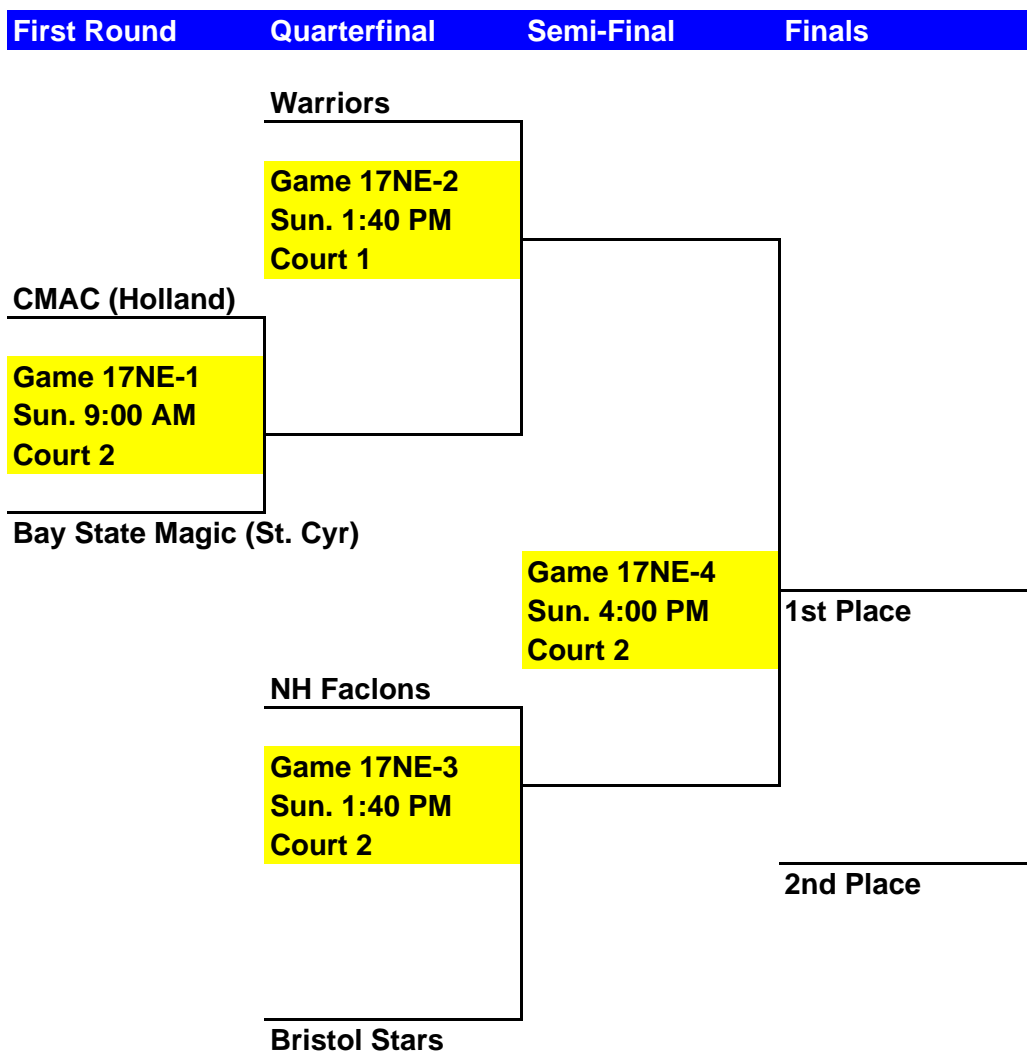 First Round Quarterfinal Semi-Final Finals
Warriors
Game 17NE-2
Sun. 1:40 PM
Court 1
CMAC (Holland)
Game 17NE-1
Sun. 9:00 AM
Court 2
Bay State Magic (St. Cyr)
Game 17NE-4
Sun. 4:00 PM
Court 2
1st Place
NH Faclons
Game 17NE-3
Sun. 1:40 PM
Court 2
2nd Place
Bristol Stars